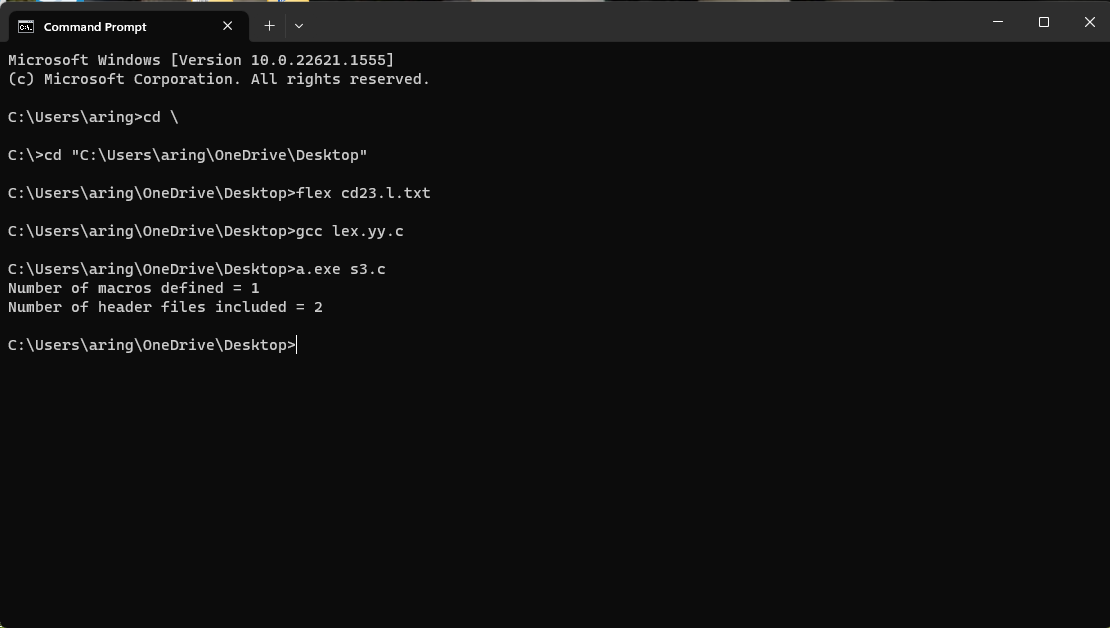 Command Prompt
Microsoft Windows [Version 10.0.22621.1555]
(c) Microsoft Corporation. All rights reserved.
C:\Users\aring>cd \
C:\>cd "C:\Users\aring\OneDrive\Desktop"
C:\Users\aring\OneDrive\Desktop>flex cd23.l.txt
C:\Users\aring\OneDrive\Desktop>gcc lex.yy.c
C:\Users\aring\OneDrive\Desktop>a.exe s3.c
Number of macros defined = 1
Number of header files included = 2
C:\Users\aring\OneDrive\Desktop>